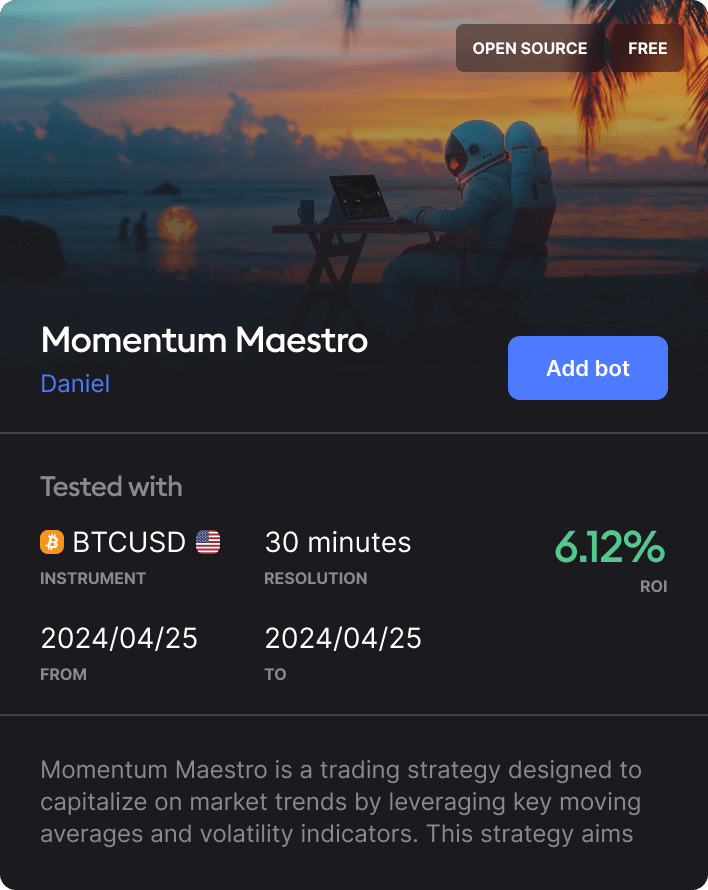 OPEN SOURCE FREE
Momentum Maestro
Daniel
Add bot
Tested with
BTCUSD 30 minutes 6.12%
INSTRUMENT RESOLUTION ROI
2024/04/25 2024/04/25
FROM TO
Momentum Maestro is a trading strategy designed to
capitalize on market trends by leveraging key moving
averages and volatility indicators. This strategy aims